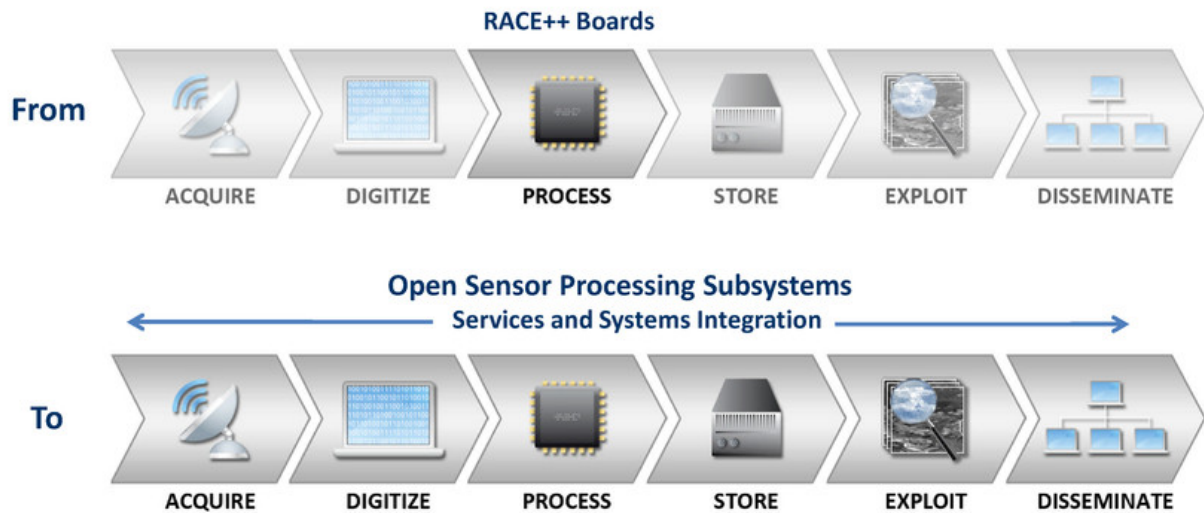 RACE++ Boards
From
ACQUIRE
DIGITIZE
PROCESS
STORE
EXPLOIT
DISSEMINATE
Open Sensor Processing Subsystems
Services and Systems Integration
To
ACQUIRE
DIGITIZE
PROCESS
STORE
EXPLOIT
DISSEMINATE